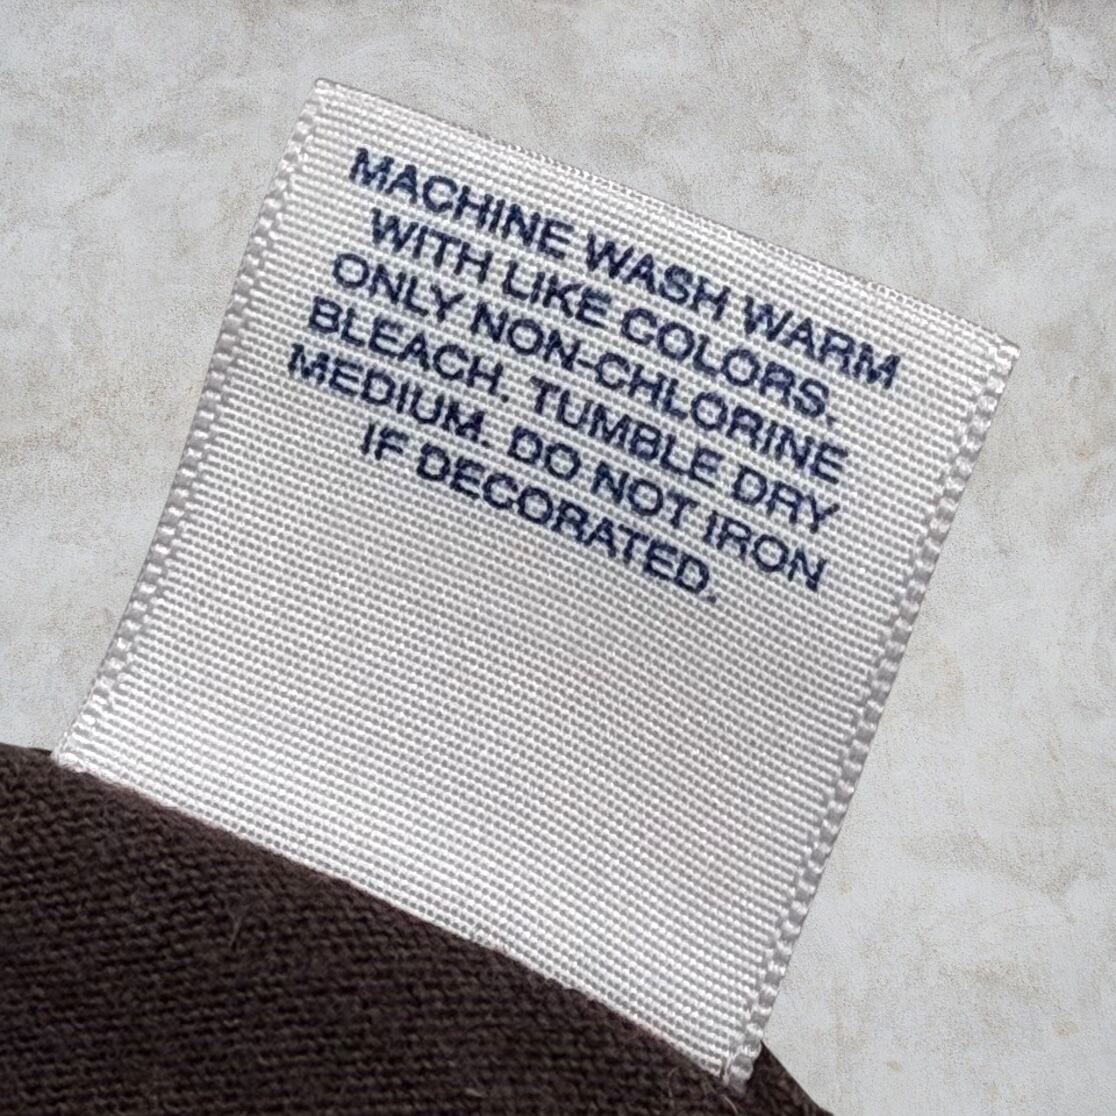 MACHINE WASH WARM
WITH LIKE COLORS.
ONLY NON-CHLORINE
BLEACH. TUMBLE DRY
MEDIUM. DO NOT IRON
IF DECORATED.